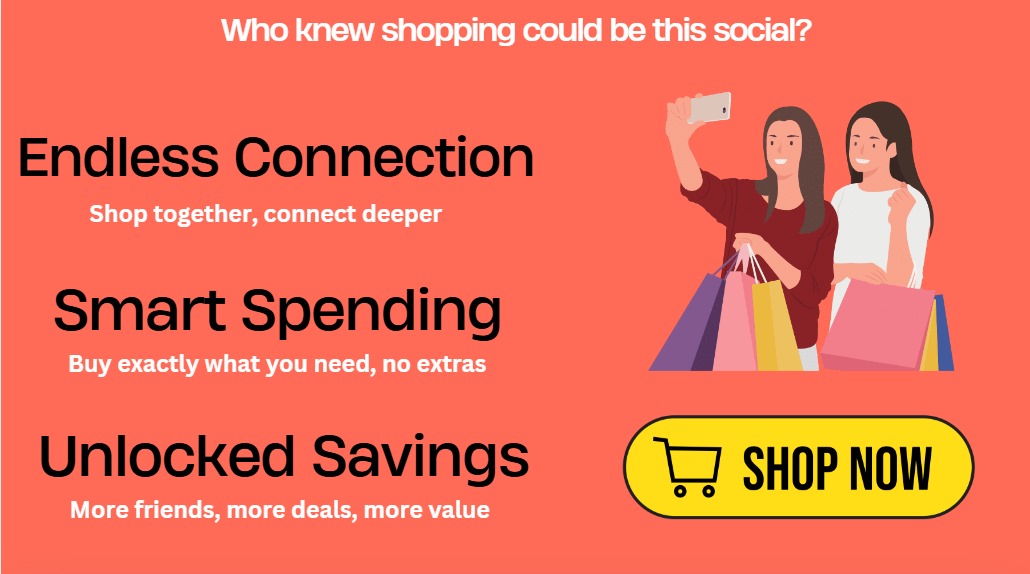 Who knew shopping could be this social?
Endless Connection
Shop together, connect deeper
Smart Spending
Buy exactly what you need, no extras
Unlocked Savings
More friends, more deals, more value
SHOP NOW